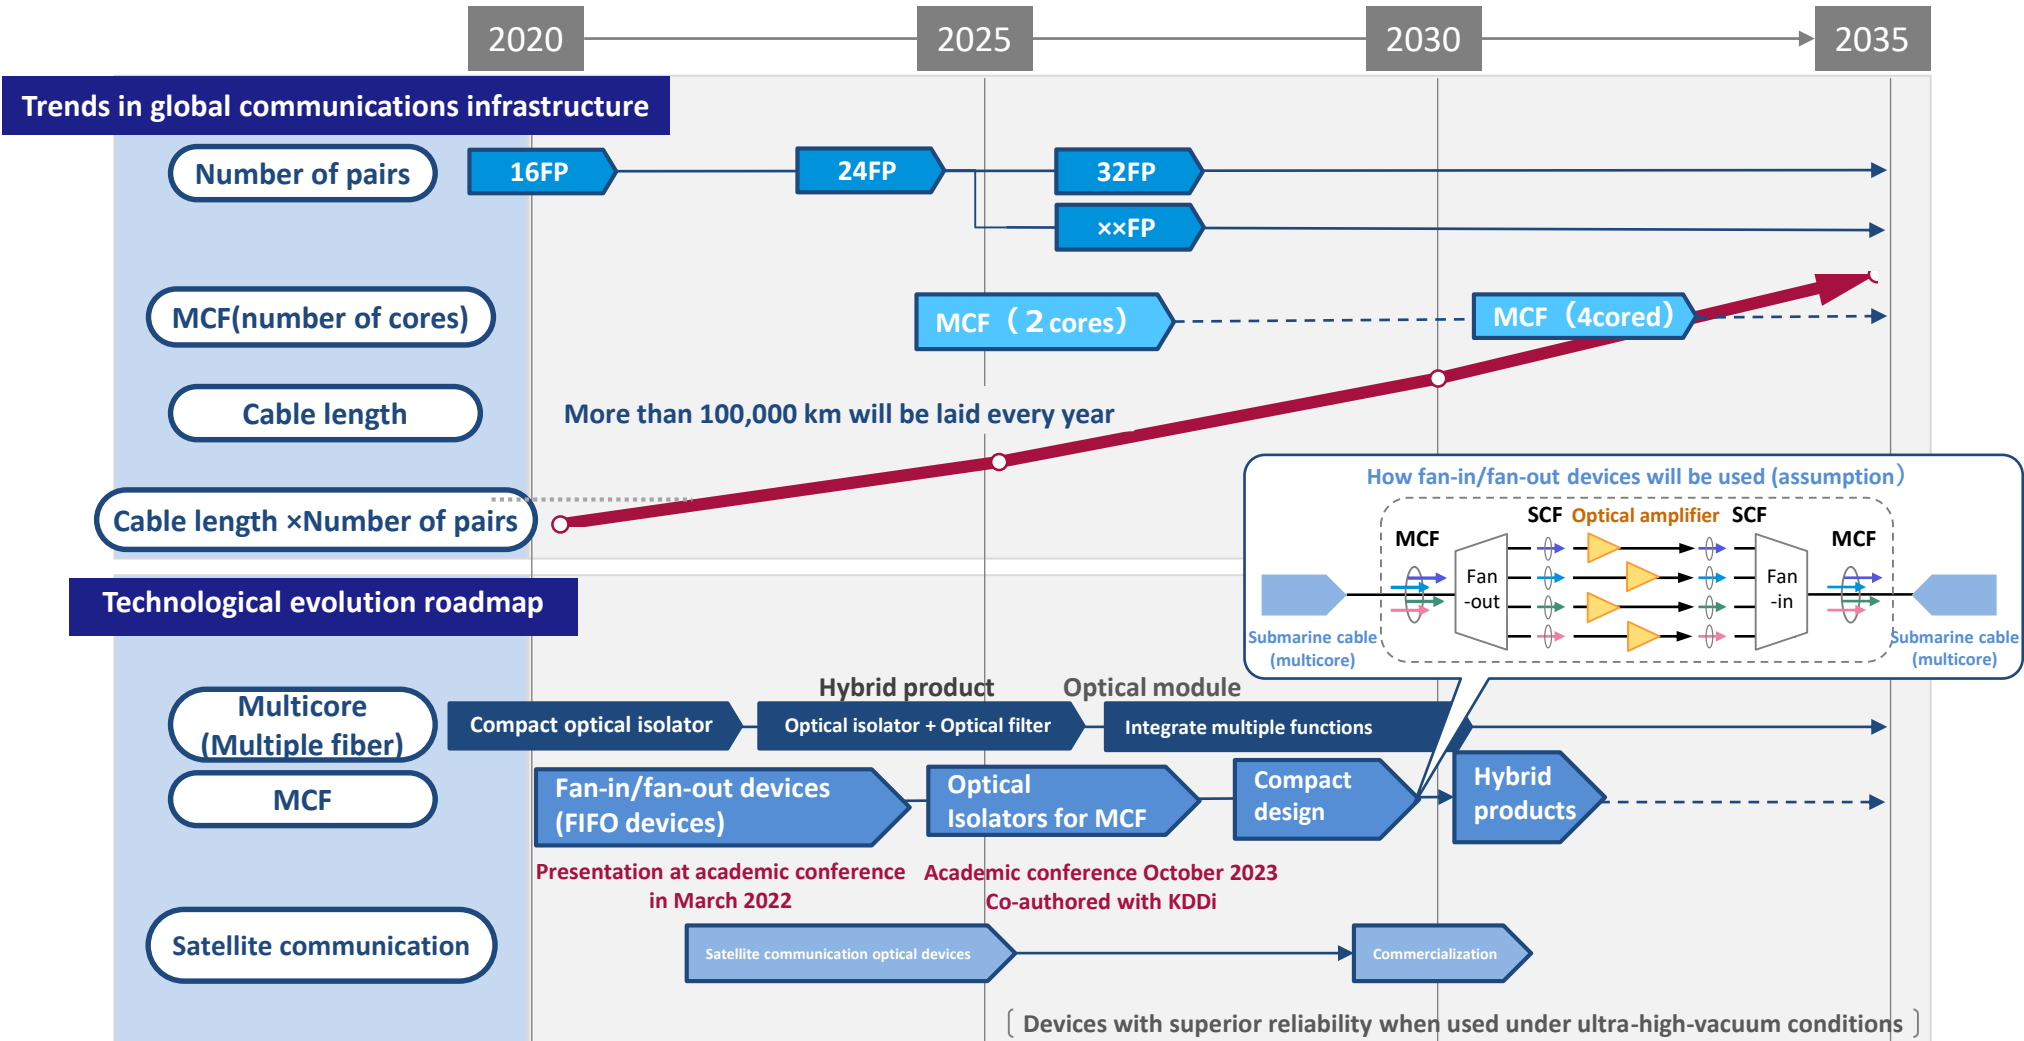 2020
2025
2030
2035
Trends in global communications infrastructure
Number of pairs
16FP
24FP
32FP
××FP
MCF(number of cores)
MCF（２cores）
MCF（4cored）
Cable length
More than 100,000 km will be laid every year
Cable length ×Number of pairs
How fan-in/fan-out devices will be used (assumption）
SCF
Optical amplifier
SCF
MCF
MCF
Fan
-out
Fan
-in
Submarine cable
(multicore)
Submarine cable
(multicore)
Technological evolution roadmap
Hybrid product
Optical module
Multicore
(Multiple fiber)
Compact optical isolator
Optical isolator + Optical filter
Integrate multiple functions
MCF
Fan-in/fan-out devices
(FIFO devices)
Optical
Isolators for MCF
Compact
design
Hybrid
products
Presentation at academic conference
in March 2022
Academic conference October 2023
Co-authored with KDDi
Satellite communication
Satellite communication optical devices
Commercialization
[ Devices with superior reliability when used under ultra-high-vacuum conditions ]